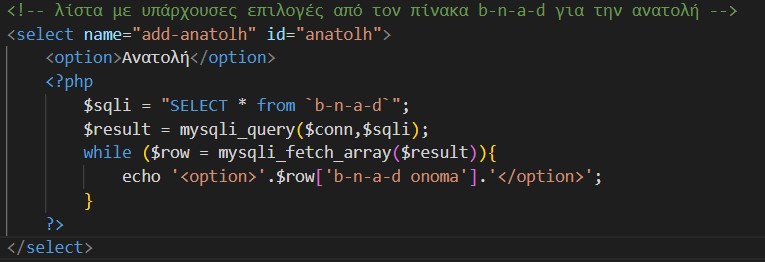 <!-- λίστα με υπάρχουσες επιλογές από τον πίνακα b-n-a-d για την ανατολή -->
<select name="add-anatolh" id="anatolh">
    <option>Ανατολή</option>
    <?php
        $sqli = "SELECT * from `b-n-a-d`";
        $result = mysqli_query($conn,$sqli);
        while ($row = mysqli_fetch_array($result)){
            echo '<option>'.$row['b-n-a-d onoma'].'</option>';
        }
    ?>
</select>